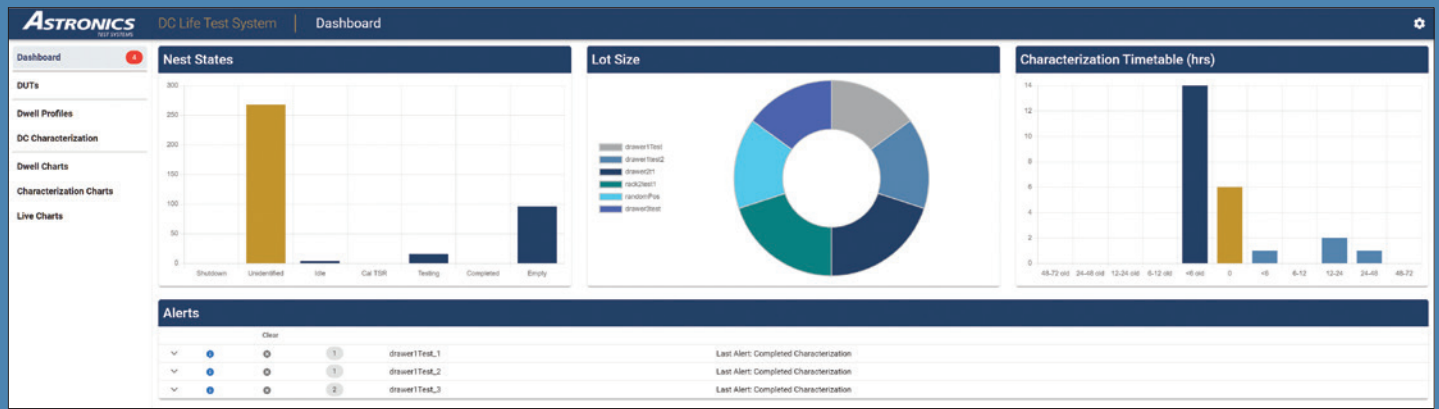 ASTRONICS
TEST SYSTEMS
DC Life Test System | Dashboard
Dashboard 4
DUTs
Dwell Profiles
DC Characterization
Dwell Charts
Characterization Charts
Live Charts
Nest States
300
250
200
150
100
50
0
Shutdown Unidentified Idle Cal TSR Testing Completed Empty
Lot Size
drawer1Test
drawer1test2
drawer2t1
rack2test1
randomPos
drawer3test
Characterization Timetable (hrs)
14
12
10
8
6
4
2
0
48-72 old 24-48 old 12-24 old 6-12 old <6 old 0 <6 6-12 12-24 24-48 48-72
Alerts
Clear
1 drawer1Test_1 Last Alert: Completed Characterization
1 drawer1Test_2 Last Alert: Completed Characterization
2 drawer1Test_3 Last Alert: Completed Characterization